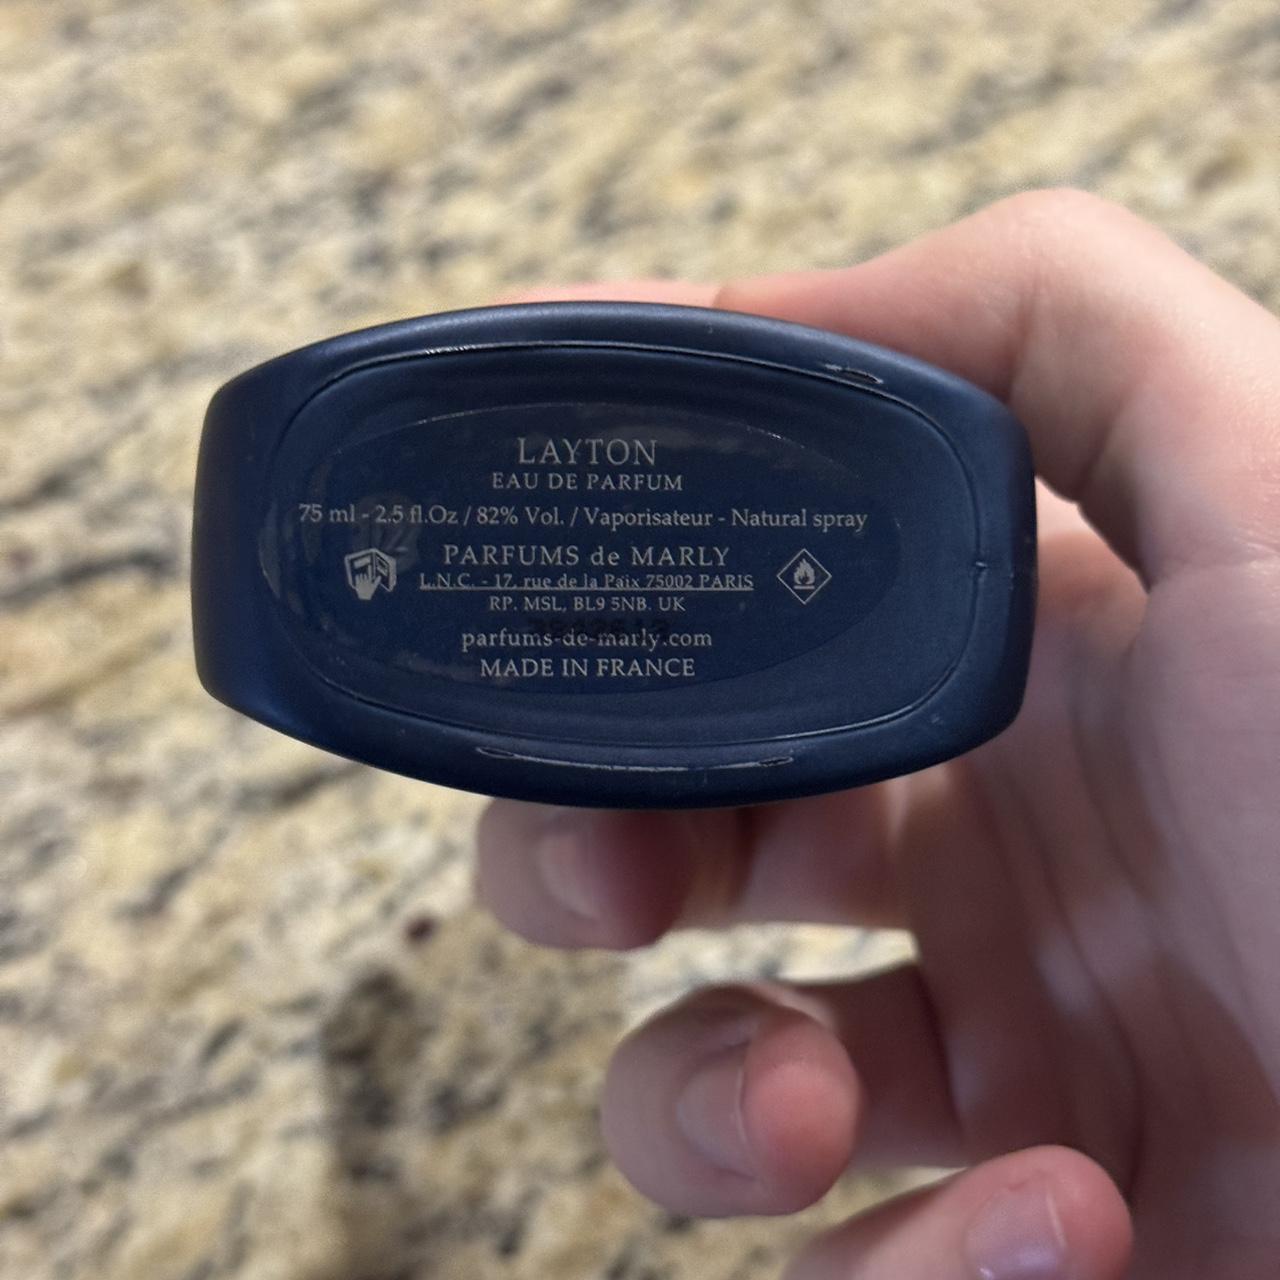 LAYTON
EAU DE PARFUM
75 ml - 2.5 fl.Oz / 82% Vol. / Vaporisateur - Natural spray
PARFUMS de MARLY
L.N.C. - 17, rue de la Paix 75002 PARIS
RP. MSL, BL9 5NB. UK
parfums-de-marly.com
MADE IN FRANCE